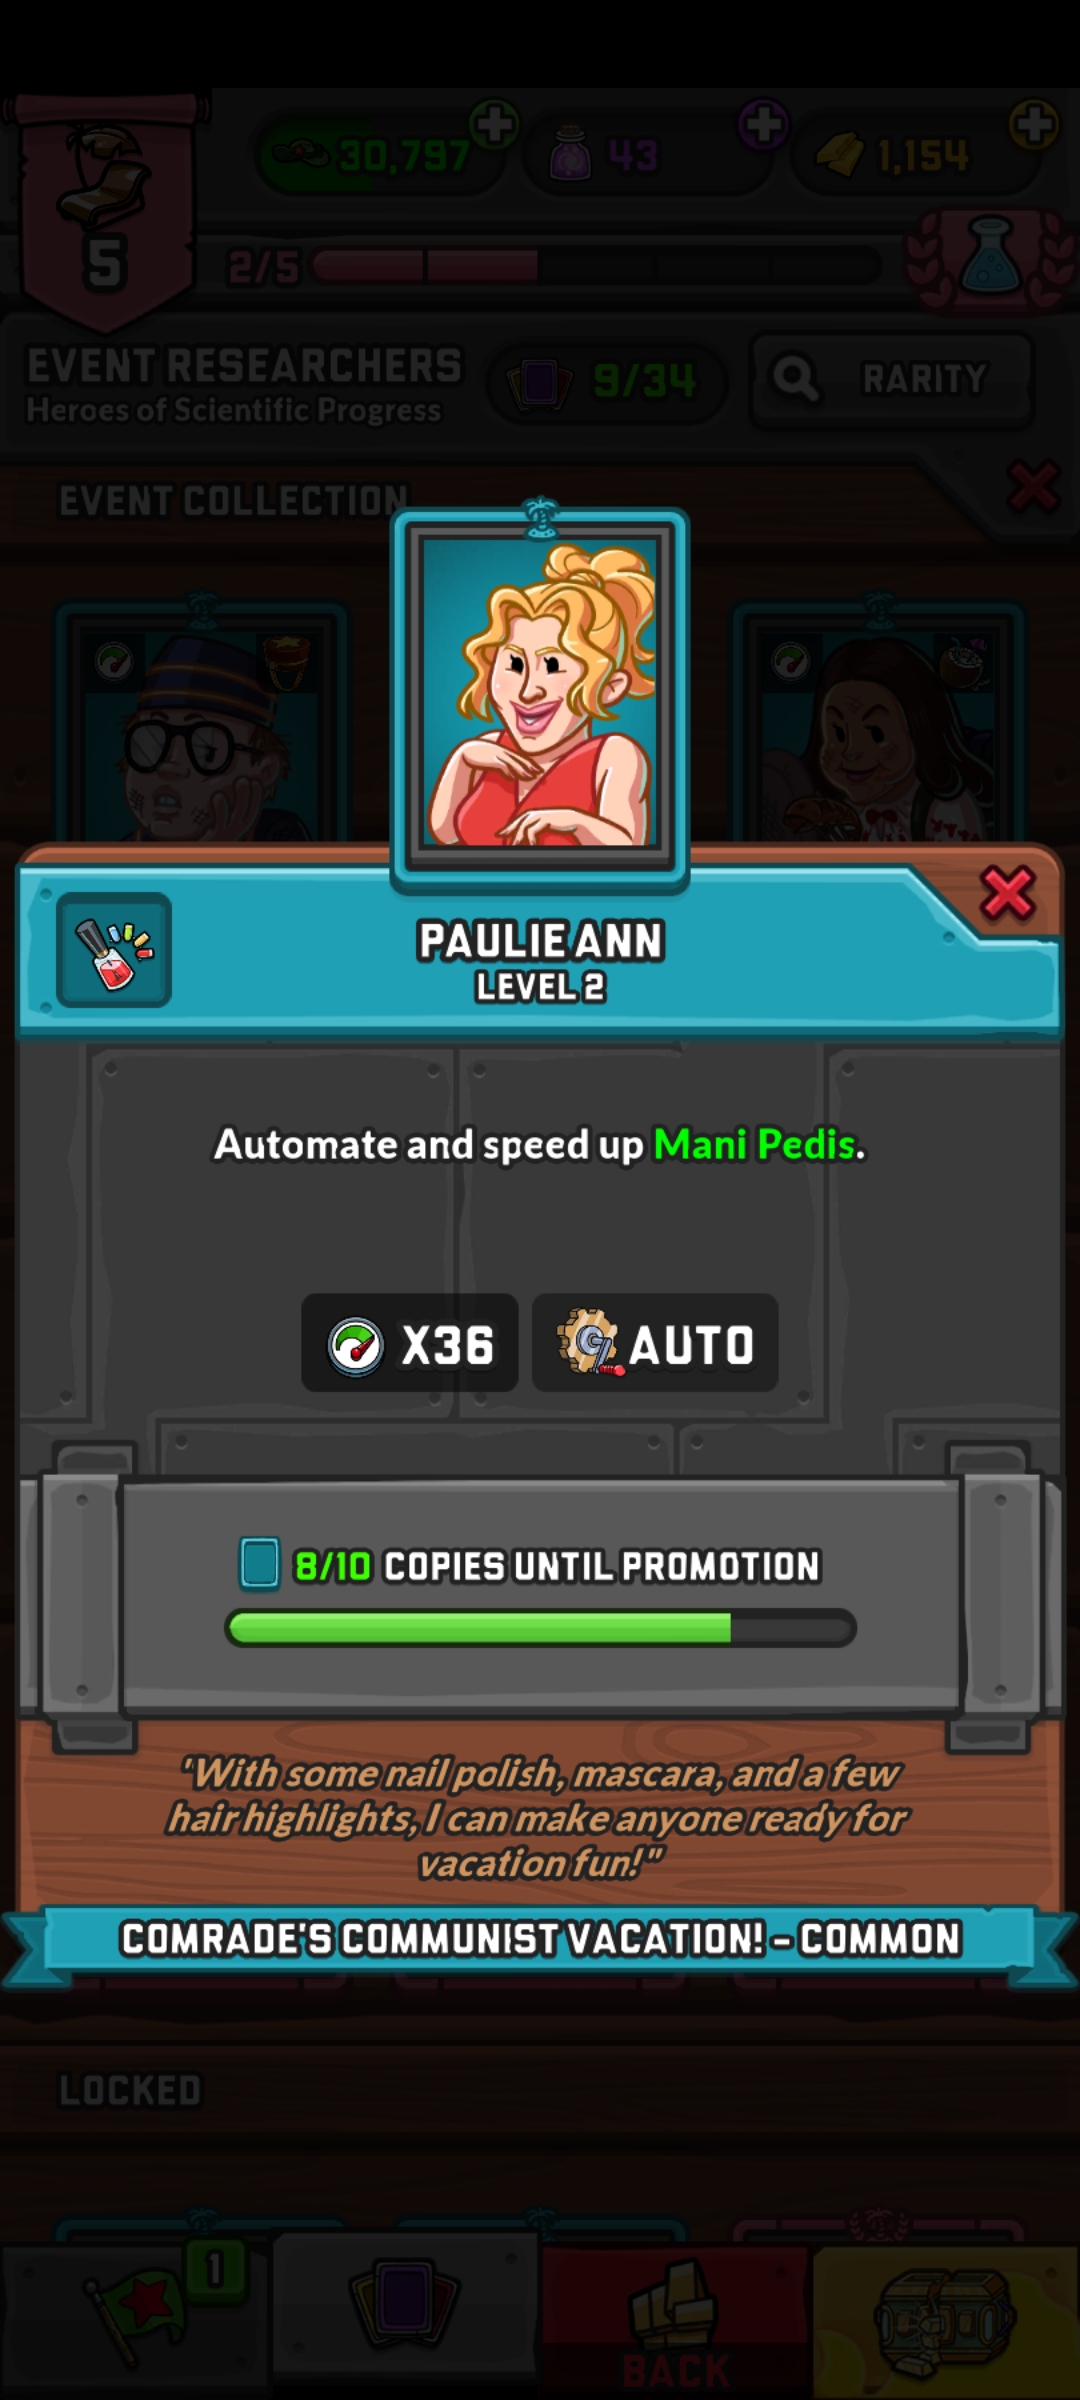 30,797
43
1,154
5
2/5
EVENT RESEARCHERS
Heroes of Scientific Progress
9/34
RARITY
EVENT COLLECTION
PAULIE ANN
LEVEL 2
Automate and speed up Mani Pedis.
X36
AUTO
8/10 COPIES UNTIL PROMOTION
"With some nail polish, mascara, and a few
hair highlights, I can make anyone ready for
vacation fun!"
COMRADE'S COMMUNIST VACATION! - COMMON
LOCKED
1
BACK